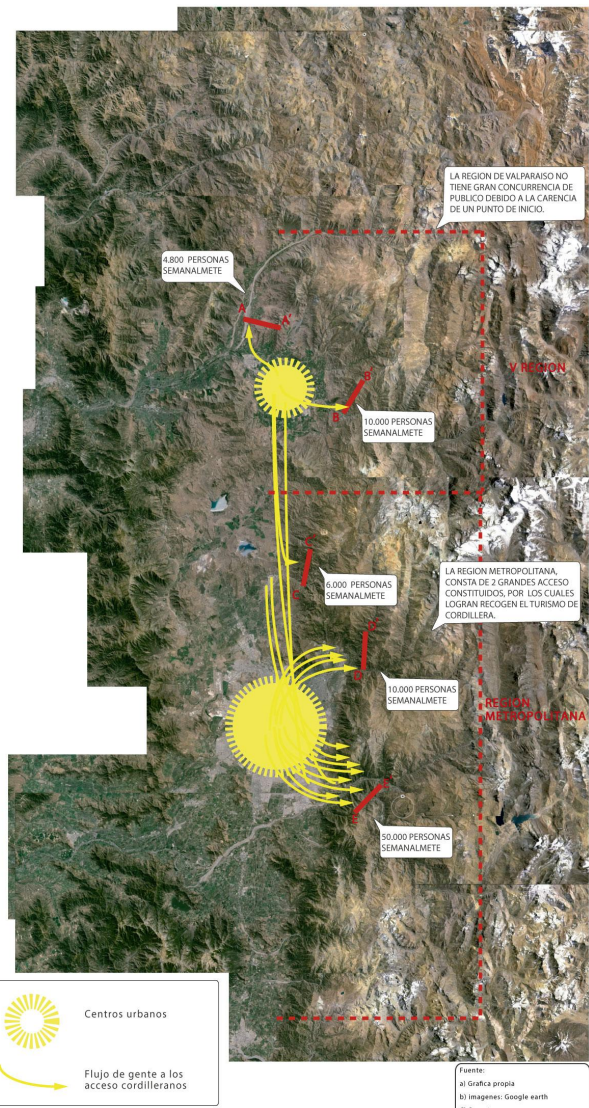 LA REGION DE VALPARAISO NO
TIENE GRAN CONCURRENCIA DE
PUBLICO DEBIDO A LA CARENCIA
DE UN PUNTO DE INICIO.
4.800 PERSONAS
SEMANALMETE
A
A'
V REGION
B'
B
10.000 PERSONAS
SEMANALMETE
C'
C
6.000 PERSONAS
SEMANALMETE
LA REGION METROPOLITANA,
CONSTA DE 2 GRANDES ACCESO
CONSTITUIDOS, POR LOS CUALES
LOGRAN RECOGEN EL TURISMO DE
CORDILLERA.
D'
D
10.000 PERSONAS
SEMANALMETE
REGION
METROPOLITANA
E
50.000 PERSONAS
SEMANALMETE
Centros urbanos
Flujo de gente a los
acceso cordilleranos
Fuente:
a) Grafica propia
b) imagenes: Google earth